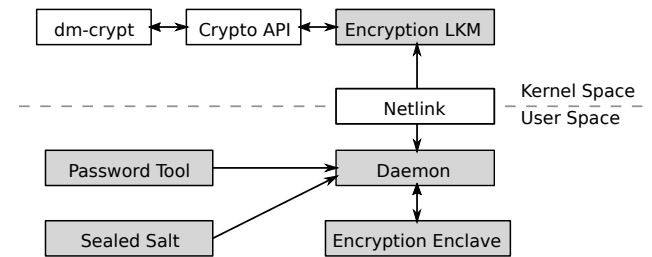 dm-crypt
Crypto API
Encryption LKM
Kernel Space
Netlink
User Space
Password Tool
Daemon
Sealed Salt
Encryption Enclave